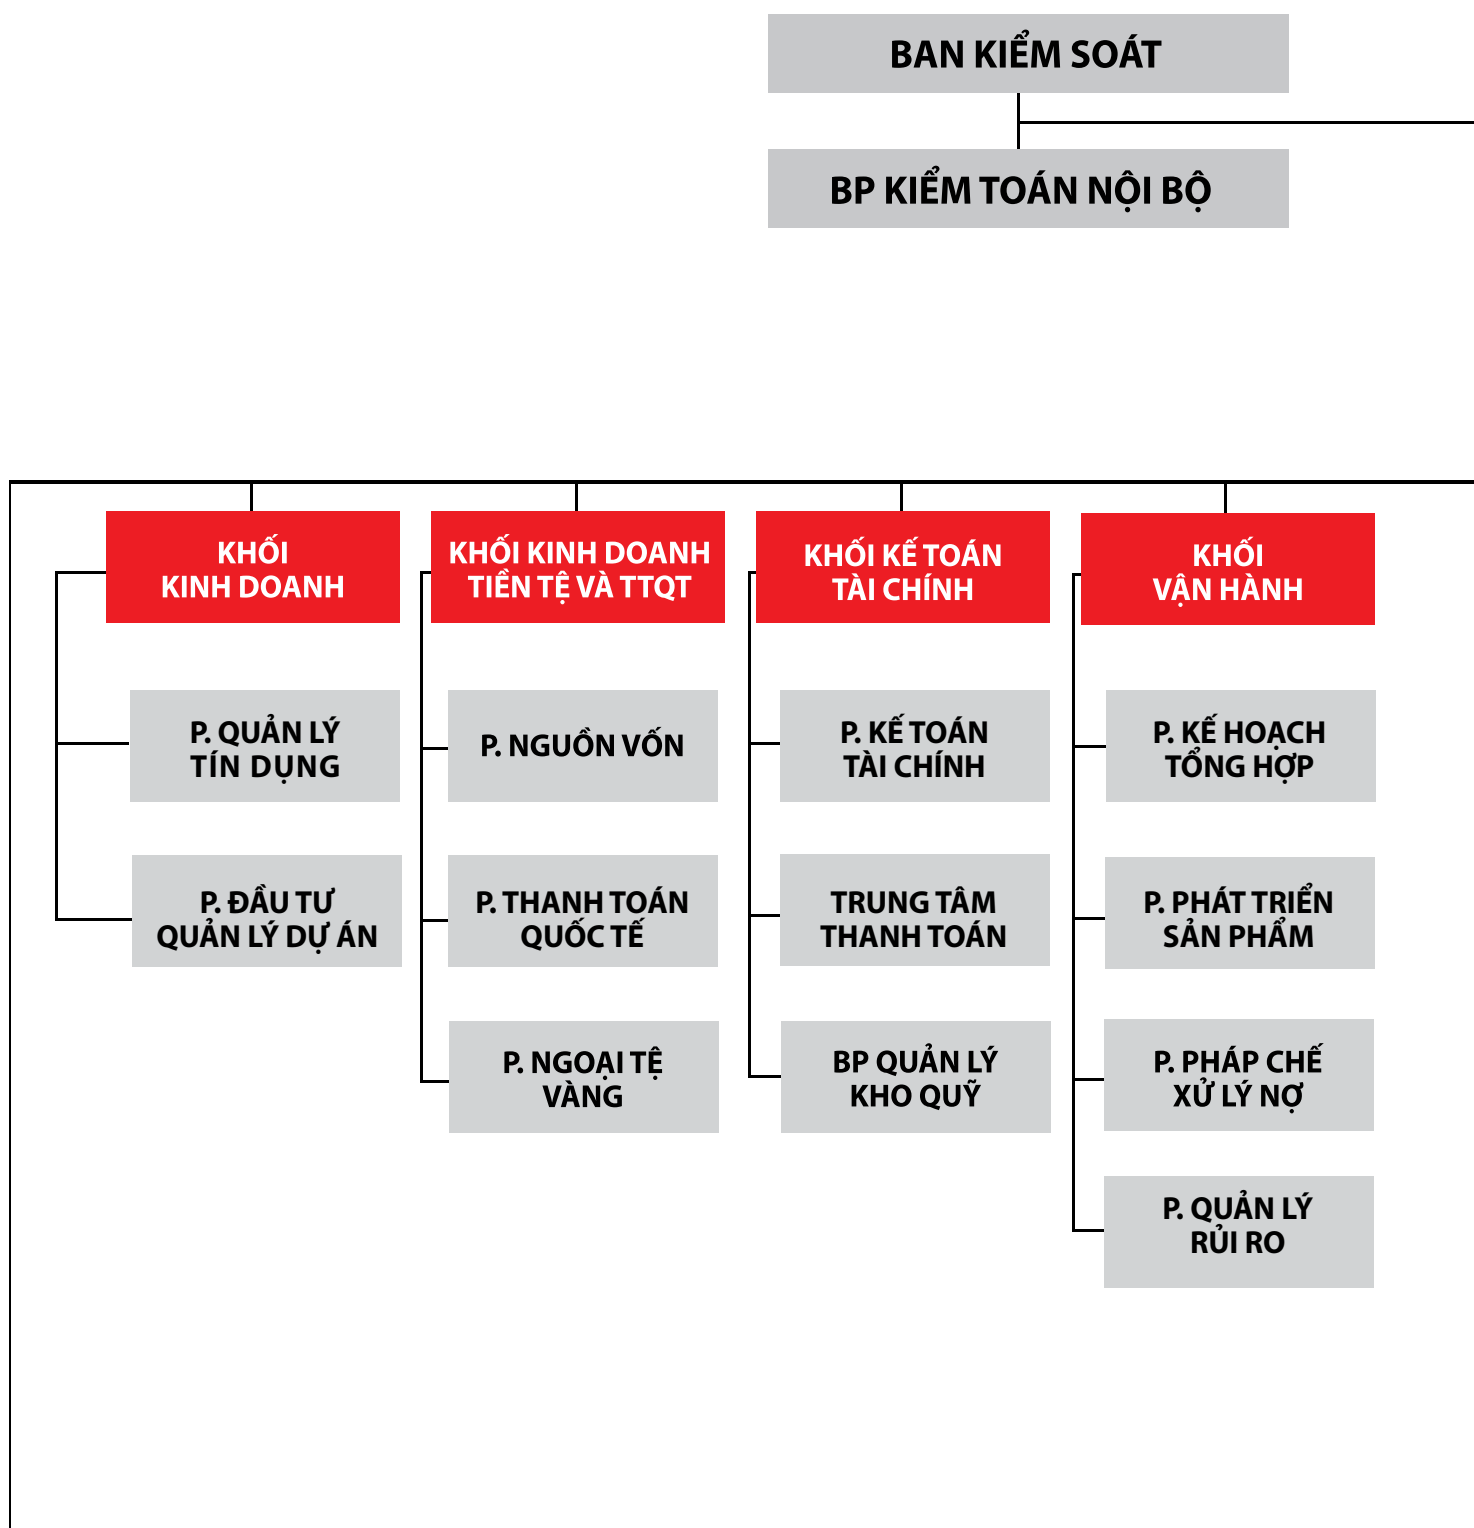 BAN KIỂM SOÁT
BP KIỂM TOÁN NỘI BỘ
KHỐI
KINH DOANH
P. QUẢN LÝ
TÍN DỤNG
P. ĐẦU TƯ
QUẢN LÝ DỰ ÁN
KHỐI KINH DOANH
TIỀN TỆ VÀ TTQT
P. NGUỒN VỐN
P. THANH TOÁN
QUỐC TẾ
P. NGOẠI TỆ
VÀNG
KHỐI KẾ TOÁN
TÀI CHÍNH
P. KẾ TOÁN
TÀI CHÍNH
TRUNG TÂM
THANH TOÁN
BP QUẢN LÝ
KHO QUỸ
KHỐI
VẬN HÀNH
P. KẾ HOẠCH
TỔNG HỢP
P. PHÁT TRIỂN
SẢN PHẨM
P. PHÁP CHẾ
XỬ LÝ NỢ
P. QUẢN LÝ
RỦI RO